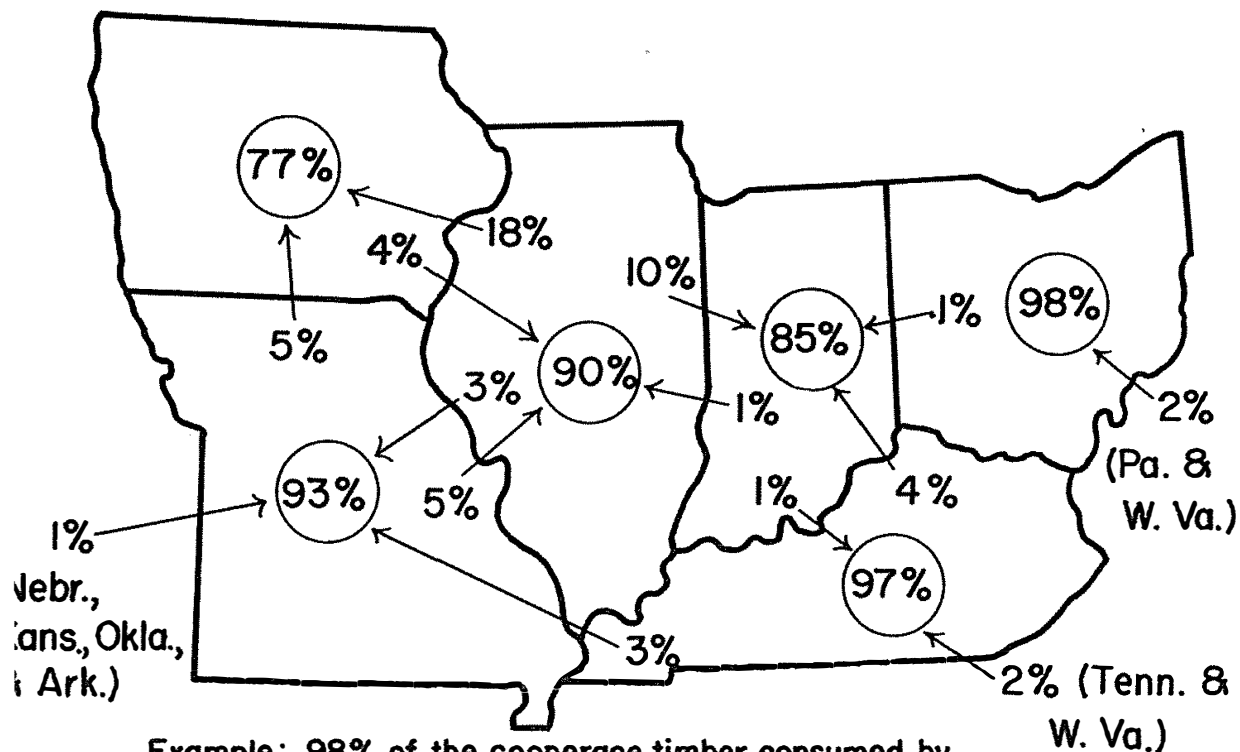 77%
18%
4%
5%
10%
98%
85%
1%
90%
3%
1%
2%
(Pa. &
W. Va.)
93%
5%
1%
4%
1%
97%
Okla.,
3%
Ark.)
2% (Tenn. &
W. Va.)
Example: 98% of the cooperage timber consumed by